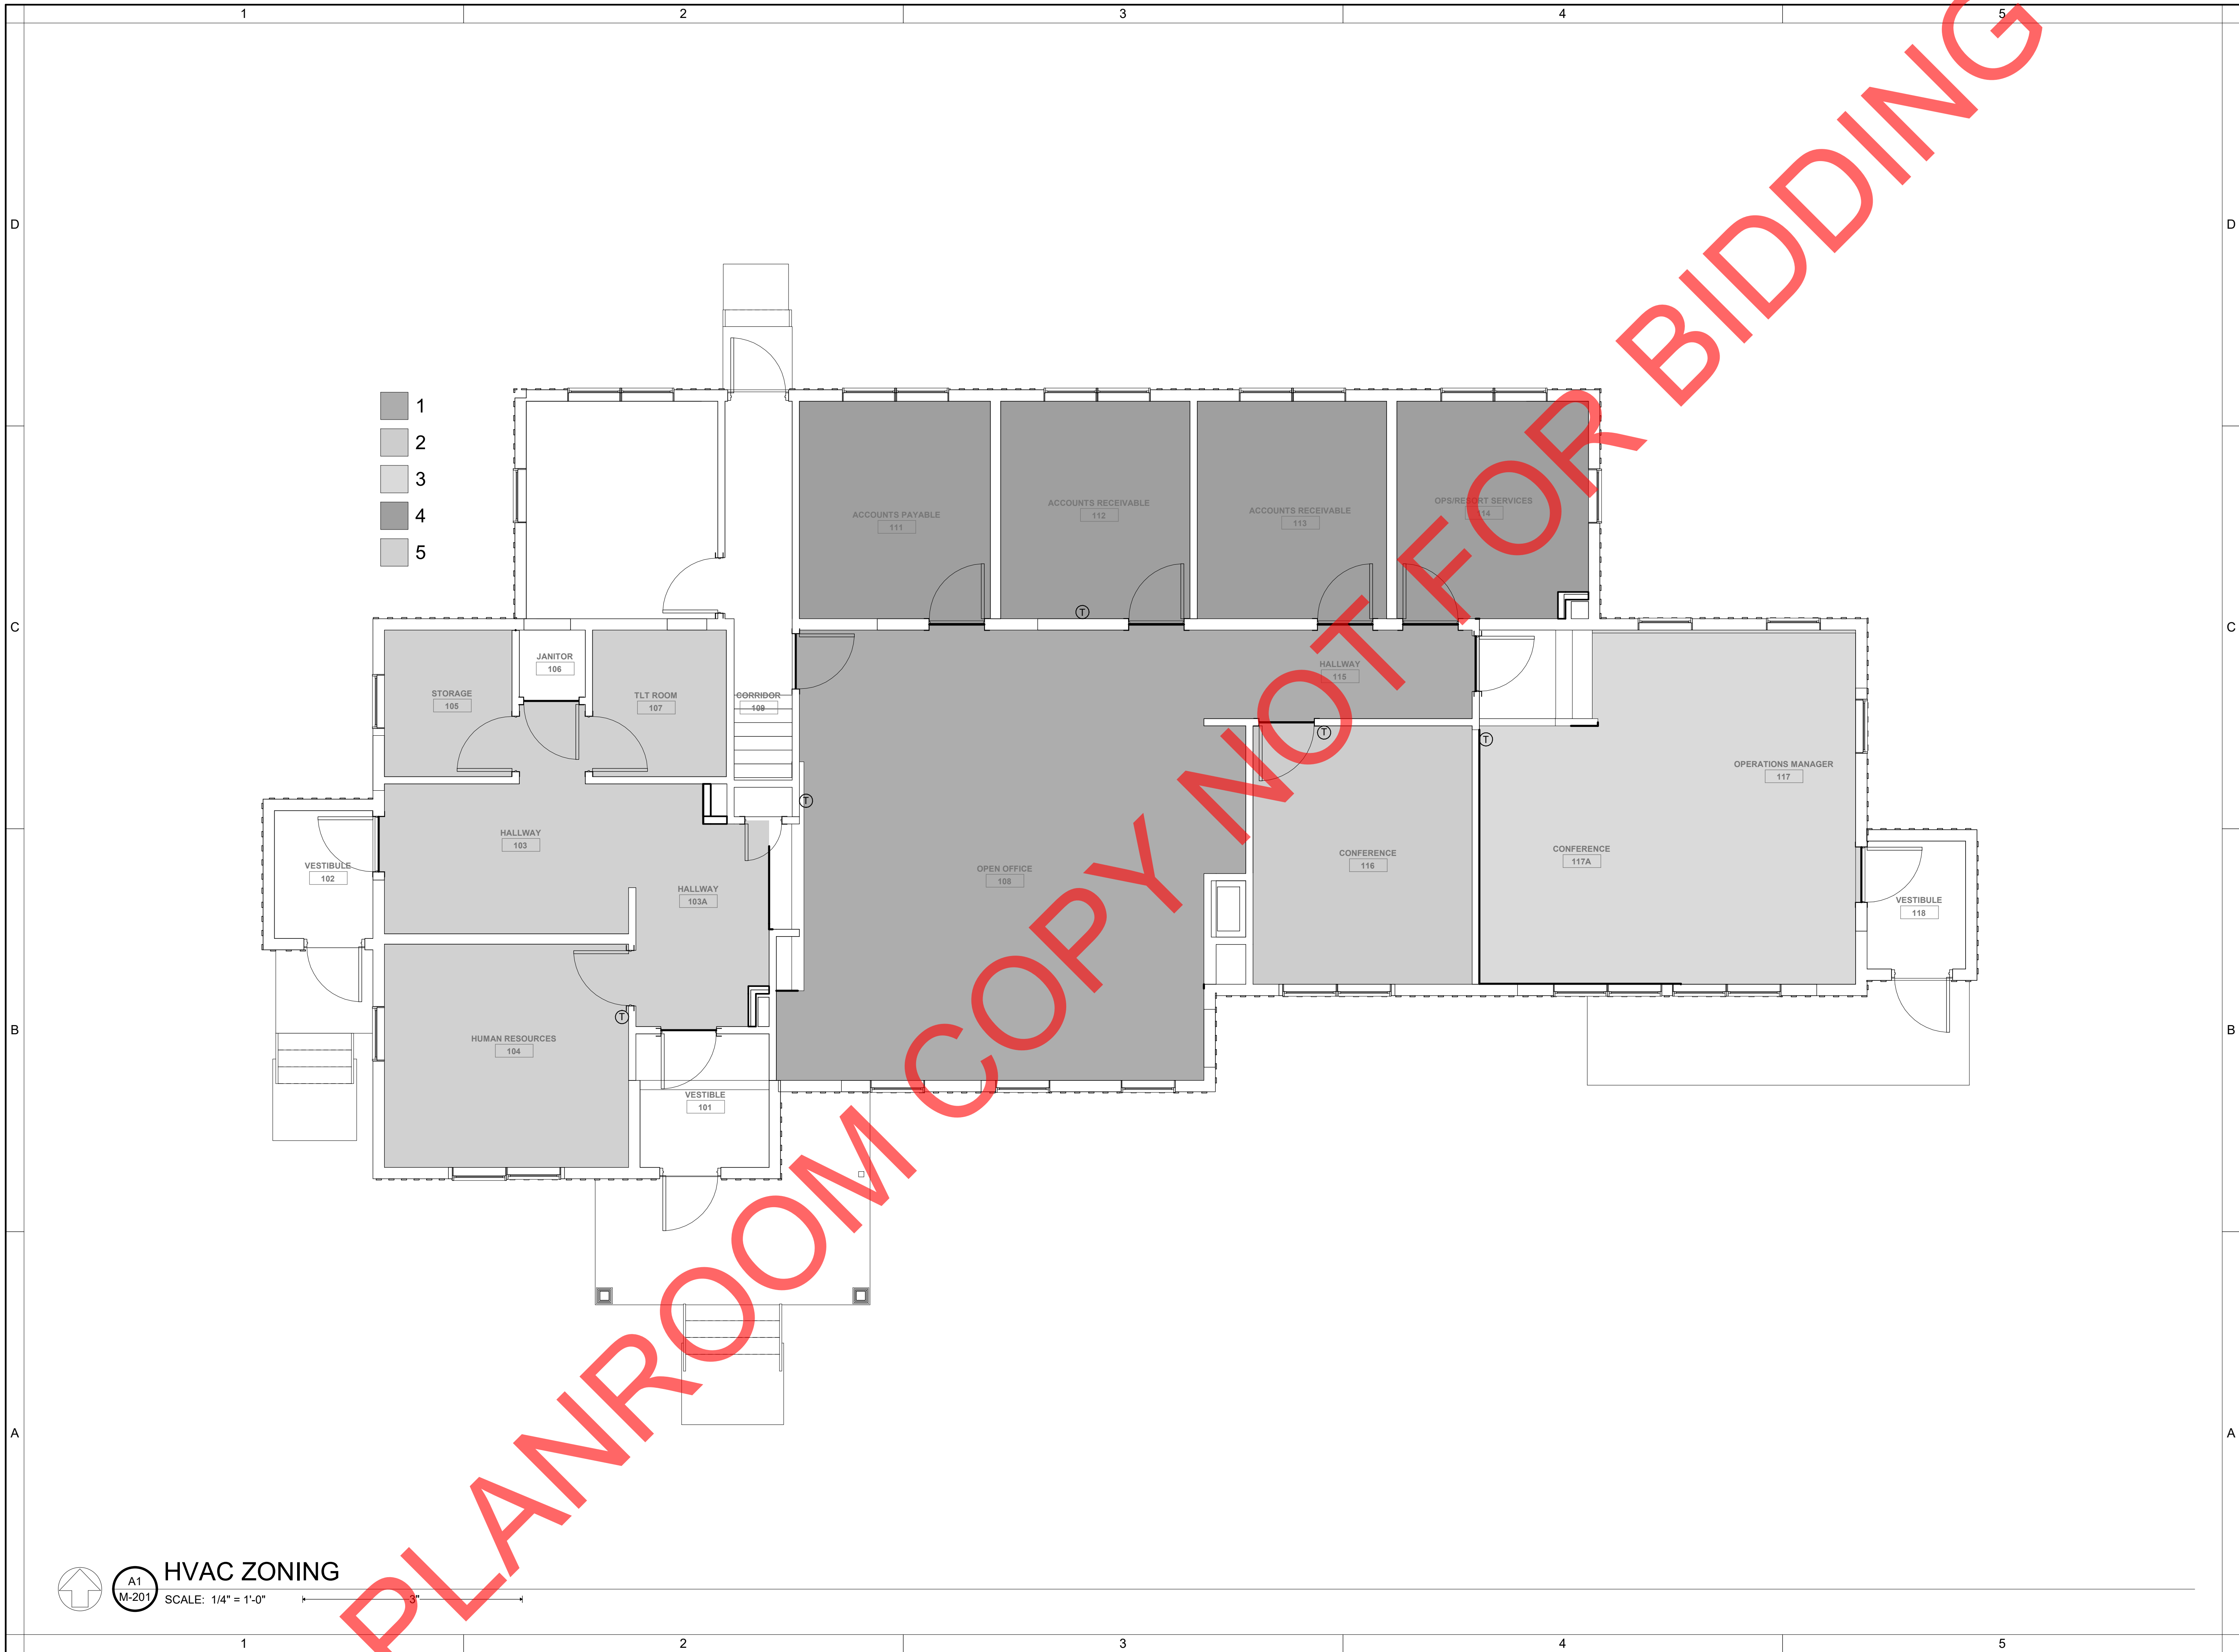 1 2 3 4 5
D D
C C
B B
A A
1
2
3
4
5
ACCOUNTS PAYABLE
111
ACCOUNTS RECEIVABLE
112
ACCOUNTS RECEIVABLE
113
OPS/RESORT SERVICES
114
JANITOR
106
STORAGE
105
TLT ROOM
107
CORRIDOR
109
HALLWAY
115
T
T
T
T
T
OPERATIONS MANAGER
117
HALLWAY
103
VESTIBULE
102
HALLWAY
103A
OPEN OFFICE
108
CONFERENCE
116
CONFERENCE
117A
VESTIBULE
118
HUMAN RESOURCES
104
VESTIBLE
101
PLANROOM COPY NOT FOR BIDDING
A1
M-201
HVAC ZONING
SCALE: 1/4" = 1'-0"
3"
1 2 3 4 5